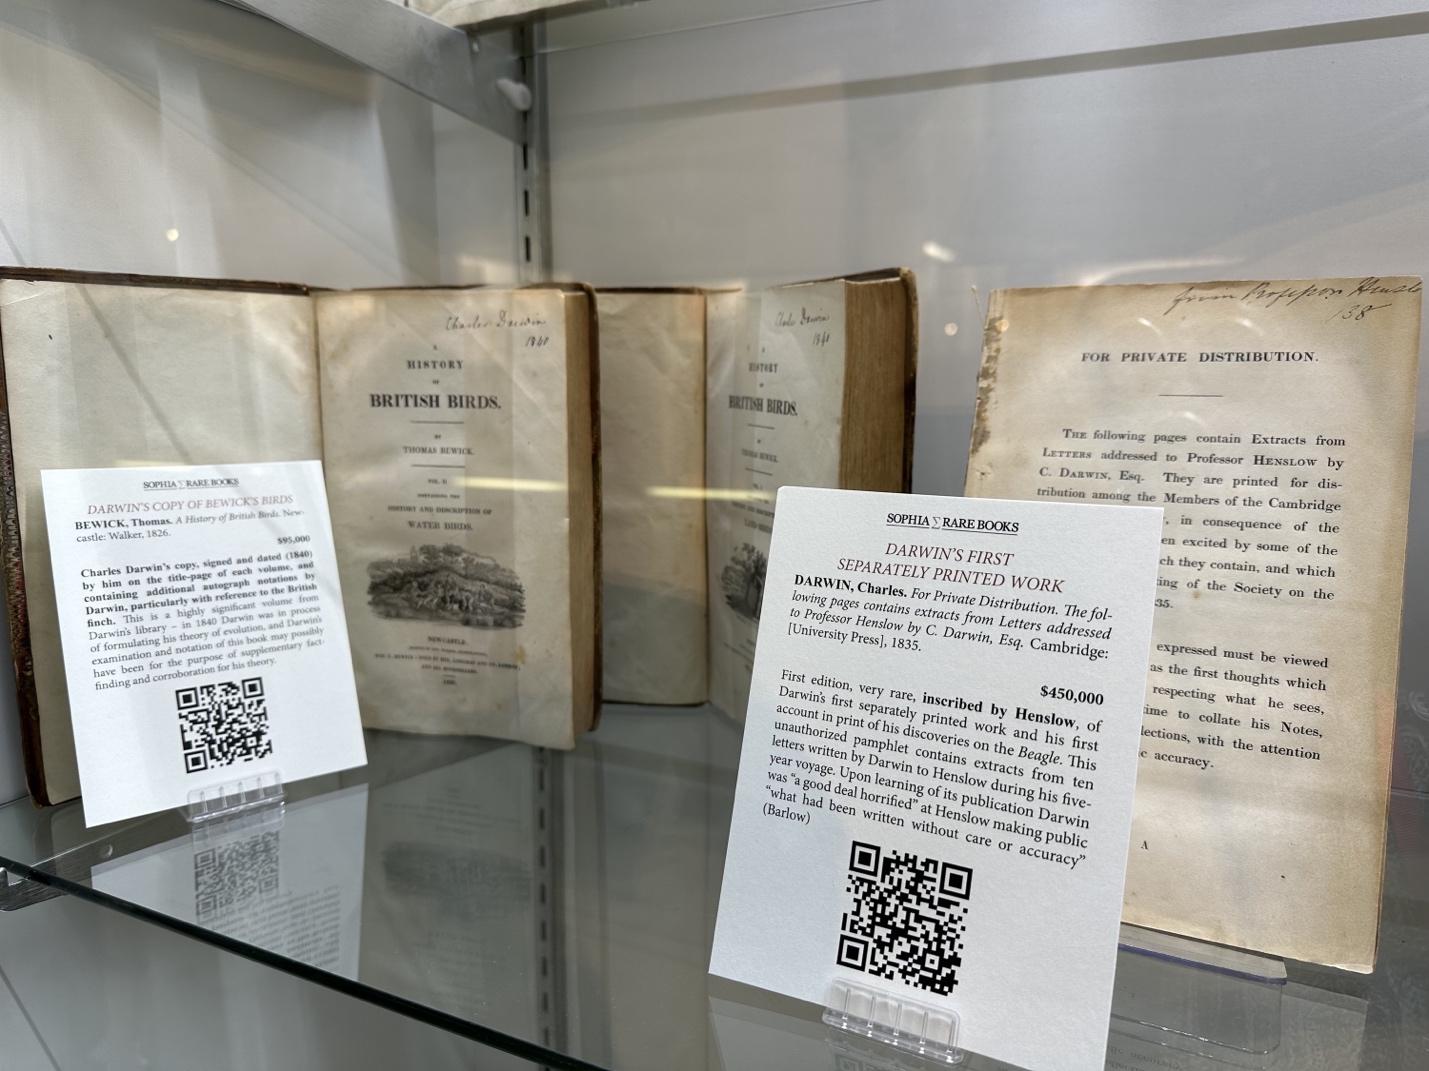 SOPHIA Σ RARE BOOKS
DARWIN'S COPY OF BEWICK'S BIRDS
BEWICK, Thomas. A History of British Birds. New-
castle: Walker, 1826.
$95,000
Charles Darwin's copy, signed and dated (1840)
by him on the title-page of each volume, and
containing additional autograph notations by
Darwin, particularly with reference to the British
finch. This is a highly significant volume from
Darwin's library – in 1840 Darwin was in process
of formulating his theory of evolution, and Darwin's
examination and notation of this book may possibly
have been for the purpose of supplementary fact-
finding and corroboration for his theory.
Charles Darwin
1840
A
HISTORY
OF
BRITISH BIRDS.
BY
THOMAS BEWICK.
VOL. II.
CONTAINING THE
HISTORY AND DESCRIPTION OF
WATER BIRDS.
NEWCASTLE:
1826.
Charles Darwin
1840
A
HISTORY
OF
BRITISH BIRDS.
BY
THOMAS BEWICK.
SOPHIA Σ RARE BOOKS
DARWIN'S FIRST
SEPARATELY PRINTED WORK
DARWIN, Charles. For Private Distribution. The fol-
lowing pages contains extracts from Letters addressed
to Professor Henslow by C. Darwin, Esq. Cambridge:
[University Press], 1835.
$450,000
First edition, very rare, inscribed by Henslow, of
Darwin's first separately printed work and his first
account in print of his discoveries on the Beagle. This
unauthorized pamphlet contains extracts from ten
letters written by Darwin to Henslow during his five-
year voyage. Upon learning of its publication Darwin
was "a good deal horrified" at Henslow making public
"what had been written without care or accuracy"
(Barlow)
from Professor Henslo
FOR PRIVATE DISTRIBUTION.
THE following pages contain Extracts from
LETTERS addressed to Professor HENSLOW by
C. DARWIN, Esq. They are printed for dis-
tribution among the Members of the Cambridge
, in consequence of the
en excited by some of the
ch they contain, and which
ing of the Society on the
35.
expressed must be viewed
as the first thoughts which
respecting what he sees,
ime to collate his Notes,
lections, with the attention
c accuracy.
A